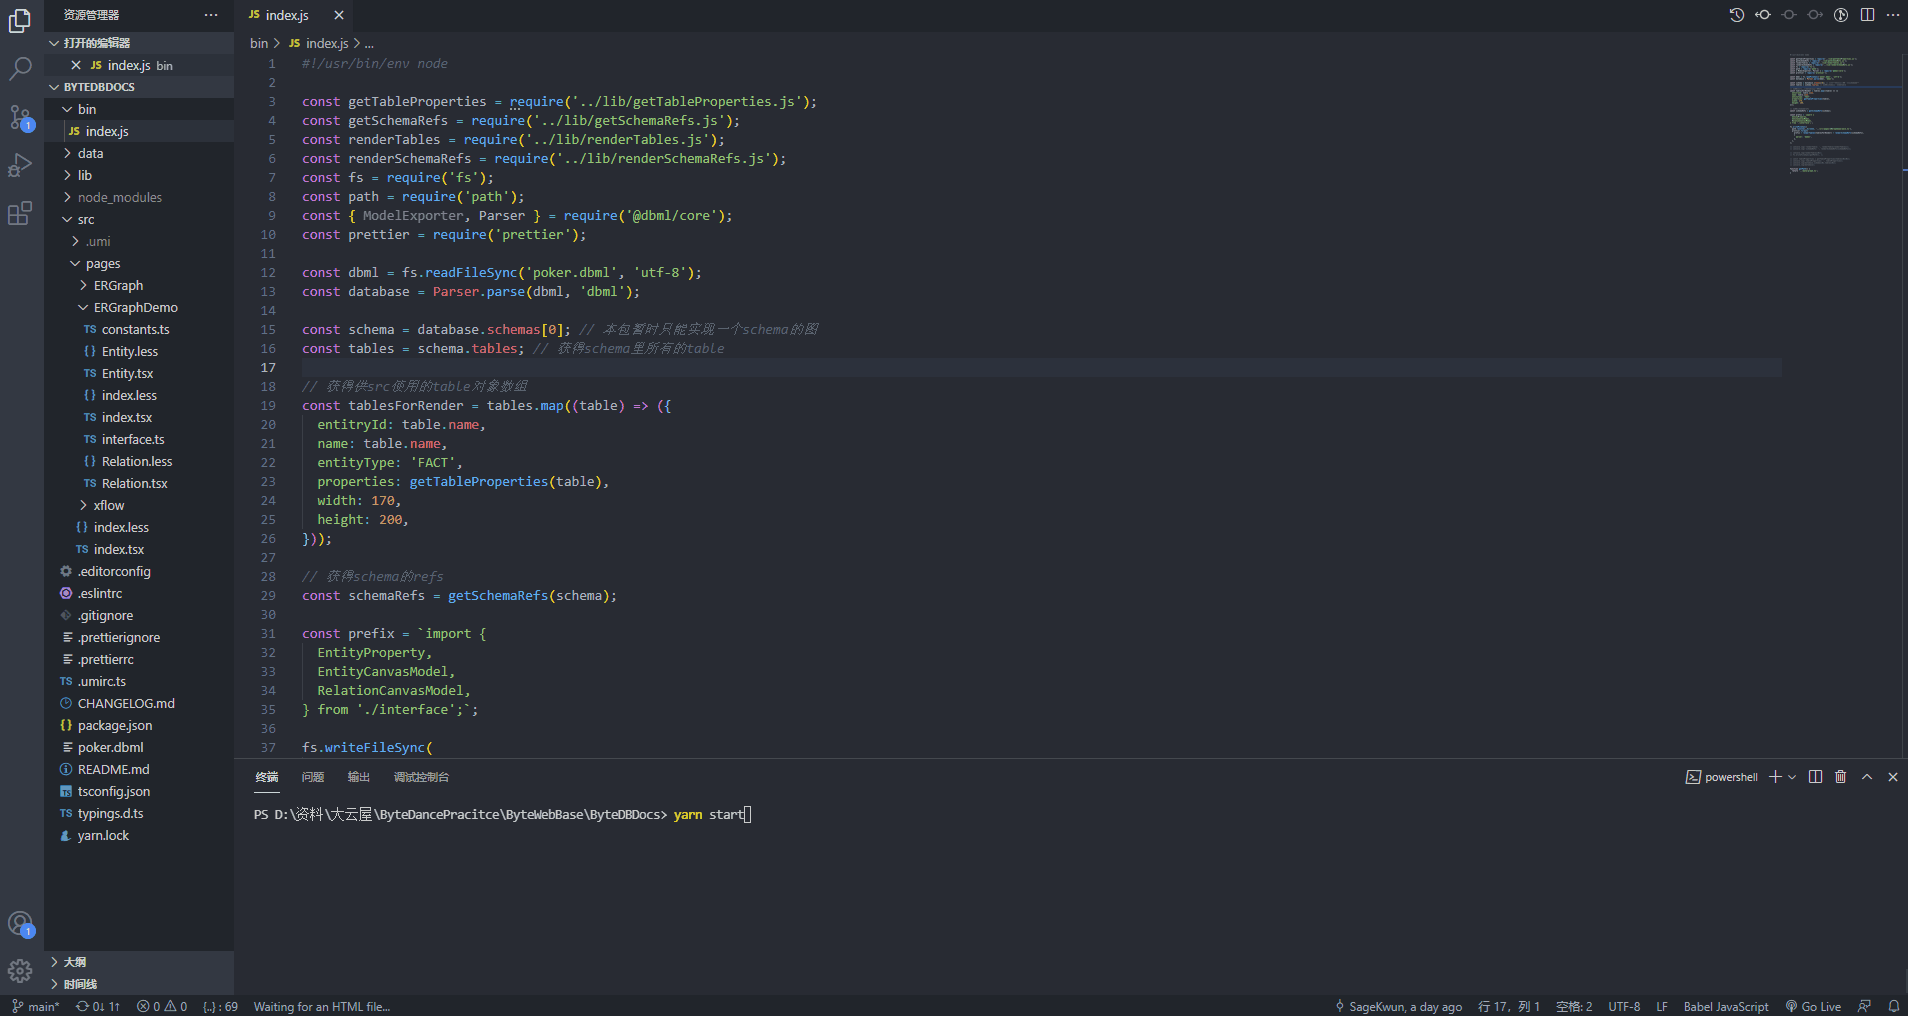 资源管理器
打开的编辑器
JS index.js bin
BYTEDBDOCS
bin
JS index.js
data
lib
node_modules
src
.umi
pages
ERGraph
ERGraphDemo
TS constants.ts
{} Entity.less
TS Entity.tsx
{} index.less
TS index.tsx
TS interface.ts
{} Relation.less
TS Relation.tsx
xflow
{} index.less
TS index.tsx
.editorconfig
.eslintrc
.gitignore
.prettierignore
.prettierrc
TS .umirc.ts
CHANGELOG.md
{} package.json
poker.dbml
README.md
tsconfig.json
TS typings.d.ts
yarn.lock
大纲
时间线
1
1
JS index.js
bin > JS index.js > ...
1 #!/usr/bin/env node
2
3 const getTableProperties = require('../lib/getTableProperties.js');
4 const getSchemaRefs = require('../lib/getSchemaRefs.js');
5 const renderTables = require('../lib/renderTables.js');
6 const renderSchemaRefs = require('../lib/renderSchemaRefs.js');
7 const fs = require('fs');
8 const path = require('path');
9 const { ModelExporter, Parser } = require('@dbml/core');
10 const prettier = require('prettier');
11
12 const dbml = fs.readFileSync('poker.dbml', 'utf-8');
13 const database = Parser.parse(dbml, 'dbml');
14
15 const schema = database.schemas[0]; // 本包暂时只能实现一个schema的图
16 const tables = schema.tables; // 获得schema里所有的table
17
18 // 获得供src使用的table对象数组
19 const tablesForRender = tables.map((table) => ({
20 entitryId: table.name,
21 name: table.name,
22 entityType: 'FACT',
23 properties: getTableProperties(table),
24 width: 170,
25 height: 200,
26 }));
27
28 // 获得schema的refs
29 const schemaRefs = getSchemaRefs(schema);
30
31 const prefix = `import {
32 EntityProperty,
33 EntityCanvasModel,
34 RelationCanvasModel,
35 } from './interface';`;
36
37 fs.writeFileSync(
终端 问题 输出 调试控制台
powershell
PS D:\资料\大云屋\ByteDancePracitce\ByteWebBase\ByteDBDocs> yarn start
main* 0↓ 1↑ 0 0 {..} : 69 Waiting for an HTML file...
SageKwun, a day ago 行 17，列 1 空格: 2 UTF-8 LF Babel JavaScript Go Live